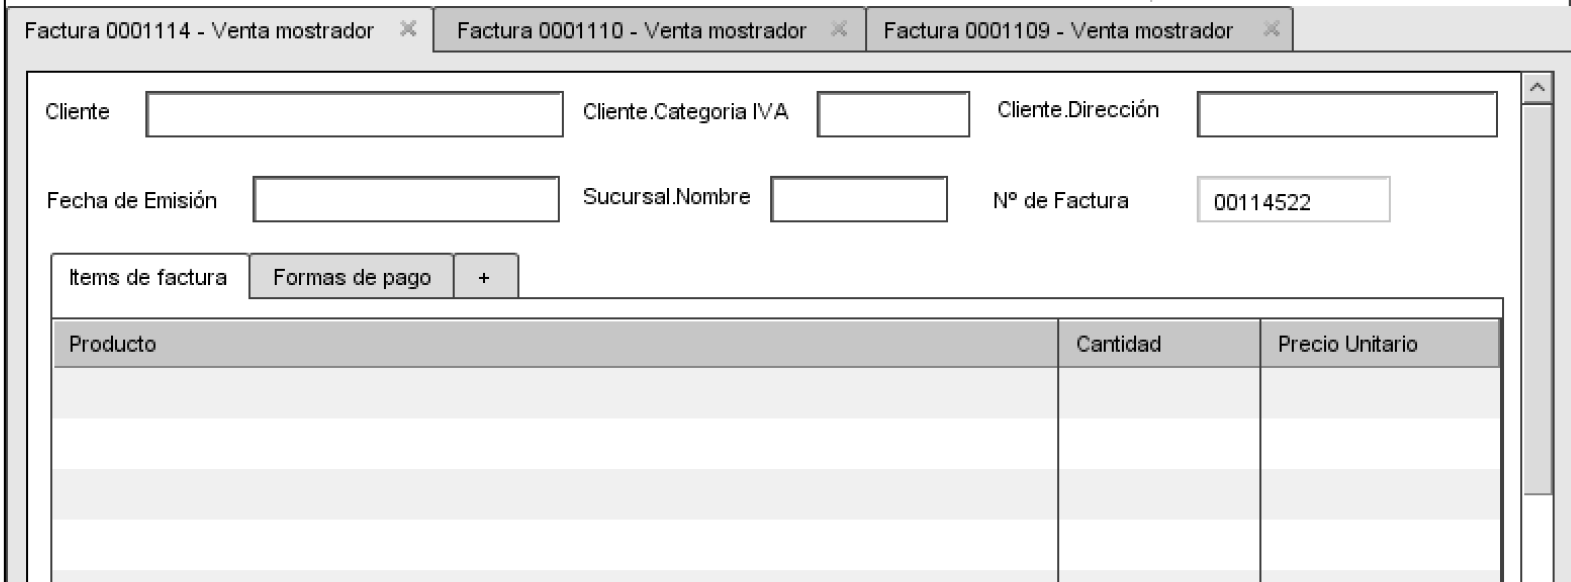 Factura 0001114 - Venta mostrador Factura 0001110 - Venta mostrador Factura 0001109 - Venta mostrador
Cliente Cliente.Categoria IVA Cliente.Dirección
Fecha de Emisión Sucursal.Nombre Nº de Factura 00114522
Items de factura Formas de pago +
Producto Cantidad Precio Unitario